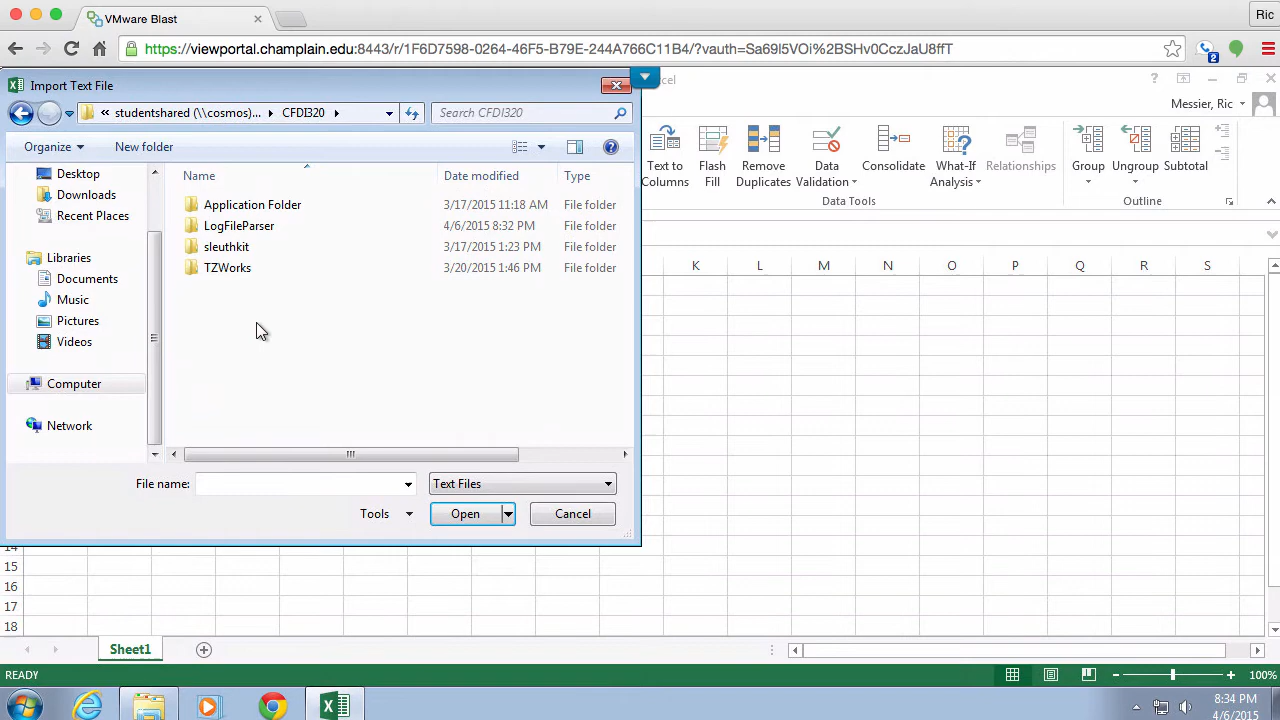 VMware Blast
Ric
https://viewportal.champlain.edu:8443/r/1F6D7598-0264-46F5-B79E-244A766C11B4/?vauth=Sa69l5VOi%2BSHv0CczJaU8ffT
2
Import Text File
xcel
?
Messier, Ric
« studentshared (\\cosmos)... CFDI320
Search CFDI320
Organize
New folder
Text to Columns
Flash Fill
Remove Duplicates
Data Validation
Consolidate
What-If Analysis
Relationships
Group
Ungroup
Subtotal
Data Tools
Outline
Name
Date modified
Type
Desktop
Downloads
Recent Places
Libraries
Documents
Music
Pictures
Videos
Computer
Network
Application Folder 3/17/2015 11:18 AM File folder
LogFileParser 4/6/2015 8:32 PM File folder
sleuthkit 3/17/2015 1:23 PM File folder
TZWorks 3/20/2015 1:46 PM File folder
K L M N O P Q R S
File name:
Text Files
Tools
Open
Cancel
14
15
16
17
18
Sheet1
READY
100%
8:34 PM
4/6/2015